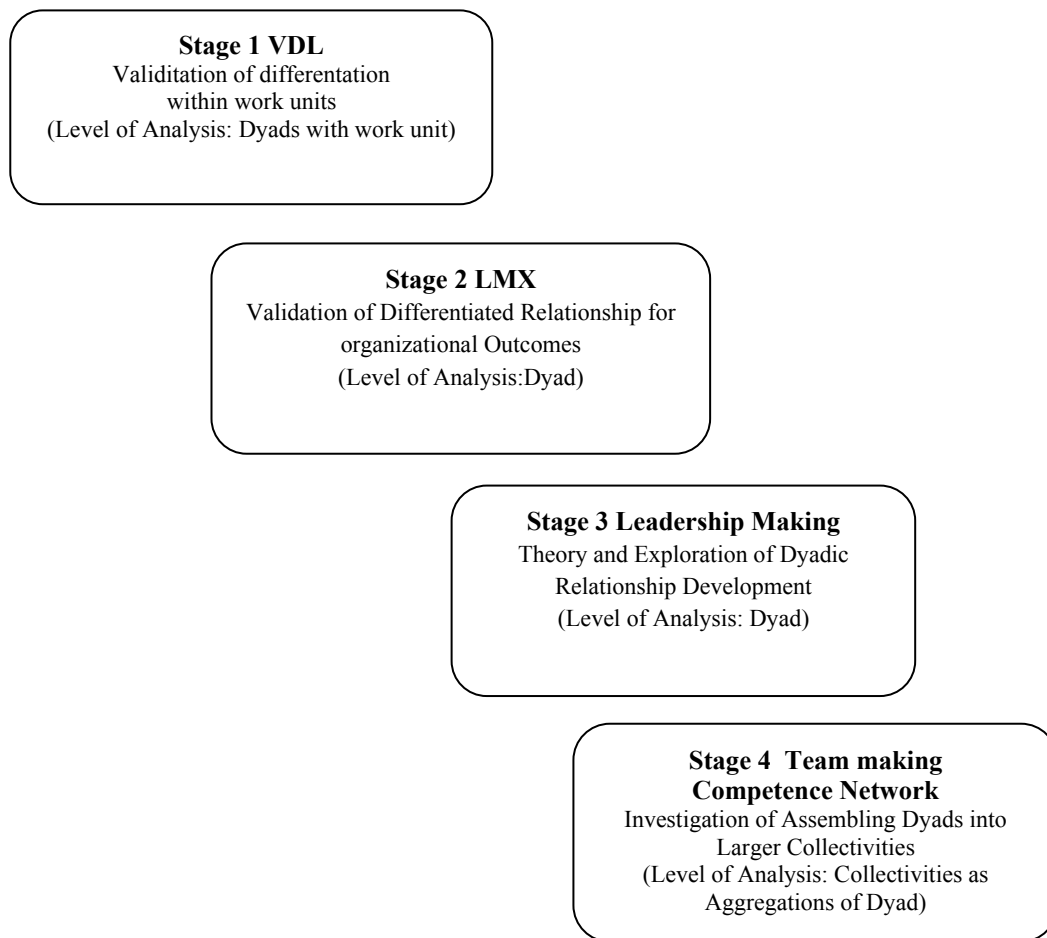 Stage 1 VDL
Validitation of differentation
within work units
(Level of Analysis: Dyads with work unit)
Stage 2 LMX
Validation of Differentiated Relationship for
organizational Outcomes
(Level of Analysis:Dyad)
Stage 3 Leadership Making
Theory and Exploration of Dyadic
Relationship Development
(Level of Analysis: Dyad)
Stage 4  Team making
Competence Network
Investigation of Assembling Dyads into
Larger Collectivities
(Level of Analysis: Collectivities as
Aggregations of Dyad)